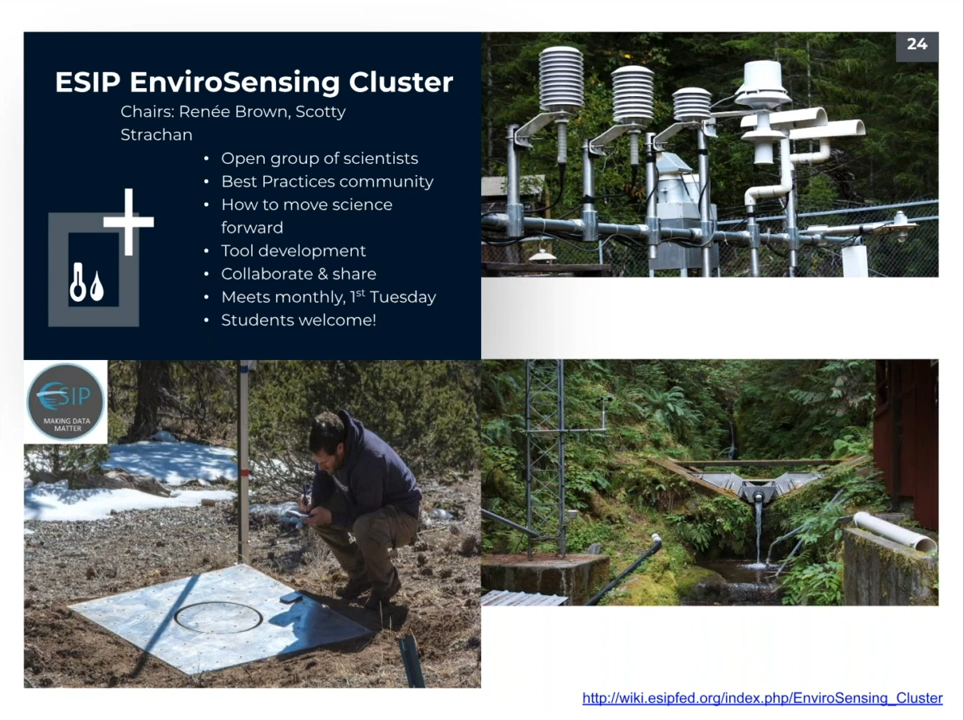 24
ESIP EnviroSensing Cluster
Chairs: Renée Brown, Scotty
Strachan
• Open group of scientists
• Best Practices community
• How to move science
forward
• Tool development
• Collaborate & share
• Meets monthly, 1st Tuesday
• Students welcome!
ESIP
MAKING DATA
MATTER
http://wiki.esipfed.org/index.php/EnviroSensing_Cluster